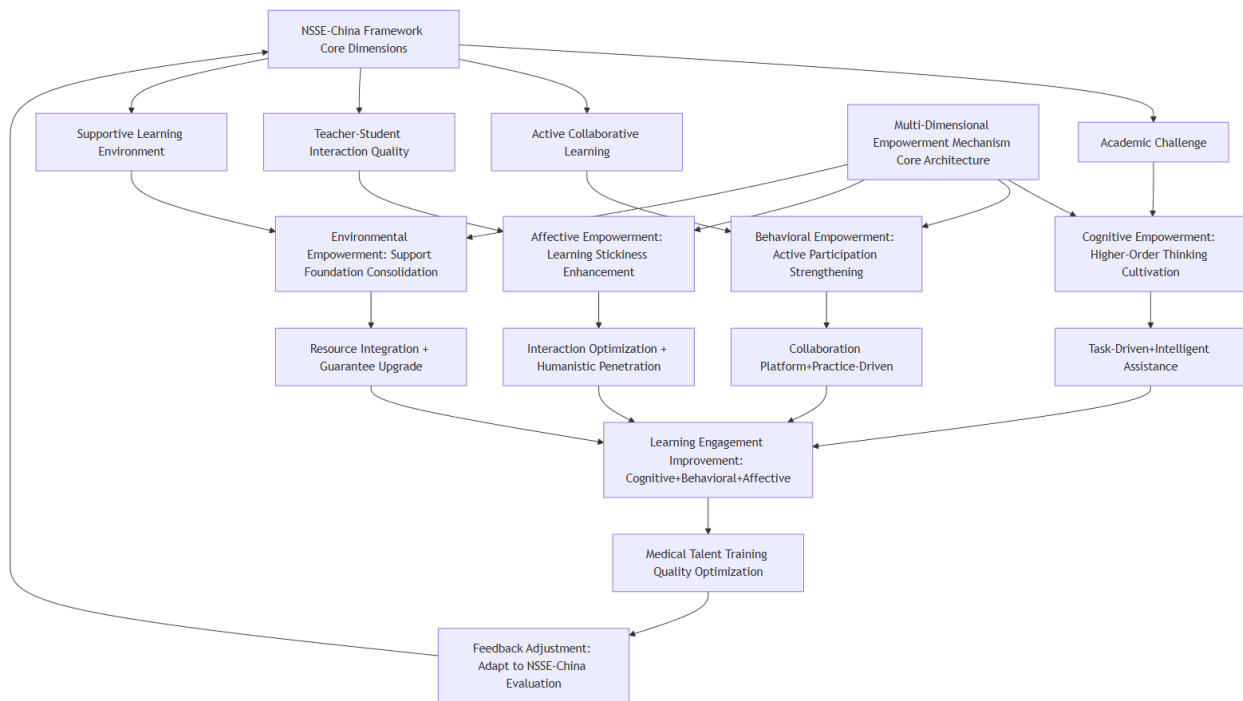 NSSE-China Framework
Core Dimensions
Supportive Learning
Environment
Teacher-Student
Interaction Quality
Active Collaborative
Learning
Multi-Dimensional
Empowerment Mechanism
Core Architecture
Academic Challenge
Environmental
Empowerment: Support
Foundation Consolidation
Affective Empowerment:
Learning Stickiness
Enhancement
Behavioral Empowerment:
Active Participation
Strengthening
Cognitive Empowerment:
Higher-Order Thinking
Cultivation
Resource Integration +
Guarantee Upgrade
Interaction Optimization +
Humanistic Penetration
Collaboration
Platform+Practice-Driven
Task-Driven+Intelligent
Assistance
Learning Engagement
Improvement:
Cognitive+Behavioral+Affective
Medical Talent Training
Quality Optimization
Feedback Adjustment:
Adapt to NSSE-China
Evaluation